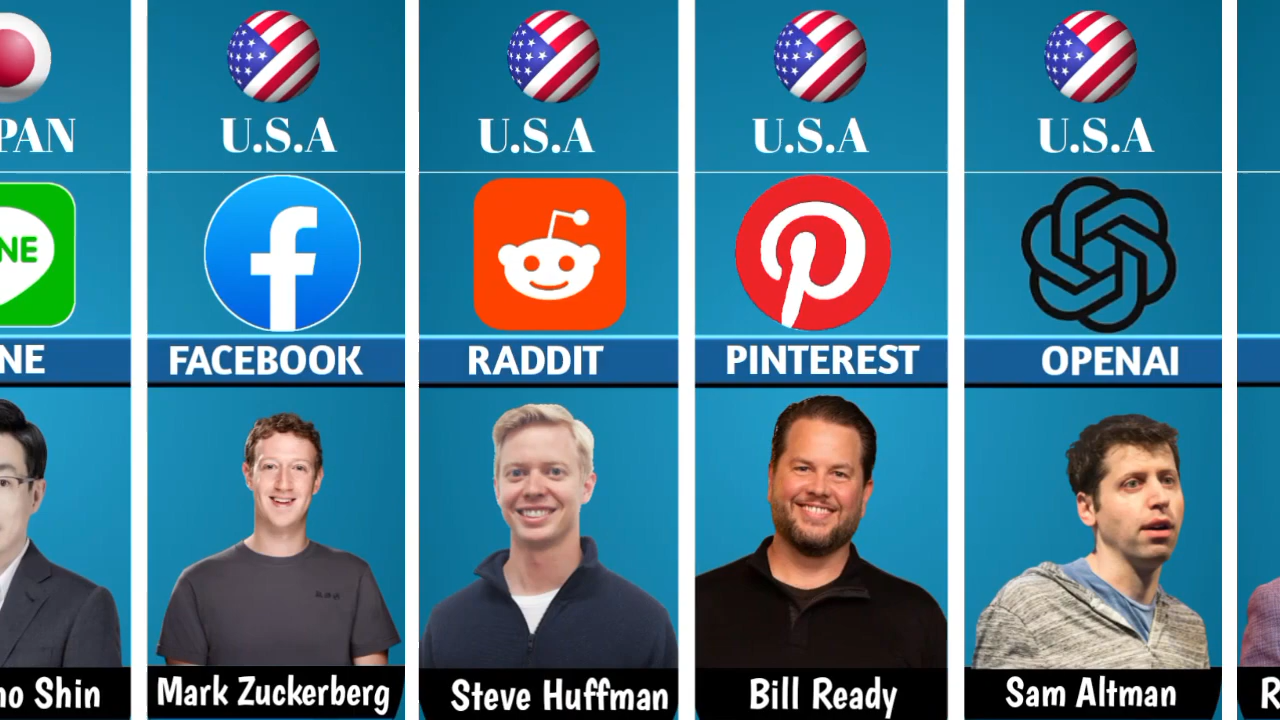 PAN
U.S.A
U.S.A
U.S.A
U.S.A
NE
NE
FACEBOOK
RADDIT
PINTEREST
OPENAI
no Shin
Mark Zuckerberg
Steve Huffman
Bill Ready
Sam Altman
R